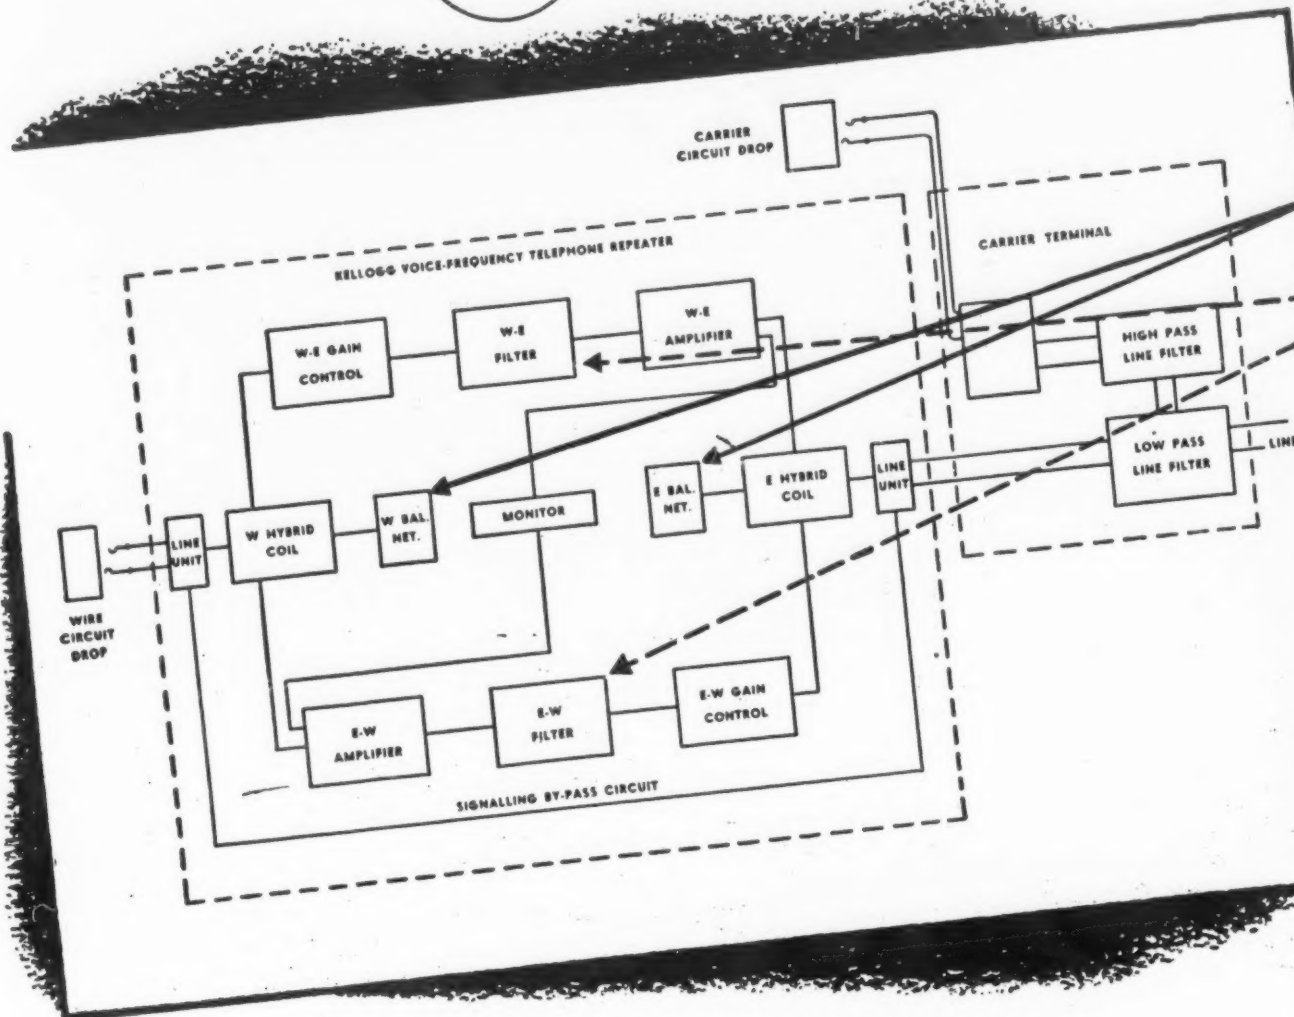 CARRIER
CIRCUIT DROP
KELLOGG VOICE-FREQUENCY TELEPHONE REPEATER
CARRIER TERMINAL
W-E GAIN
CONTROL
W-E
FILTER
W-E
AMPLIFIER
HIGH PASS
LINE FILTER
LOW PASS
LINE FILTER
LINE
WIRE
CIRCUIT
DROP
LINE
UNIT
W HYBRID
COIL
W BAL.
NET.
MONITOR
E BAL.
NET.
E HYBRID
COIL
LINE
UNIT
E-W
AMPLIFIER
E-W
FILTER
E-W GAIN
CONTROL
SIGNALLING BY-PASS CIRCUIT